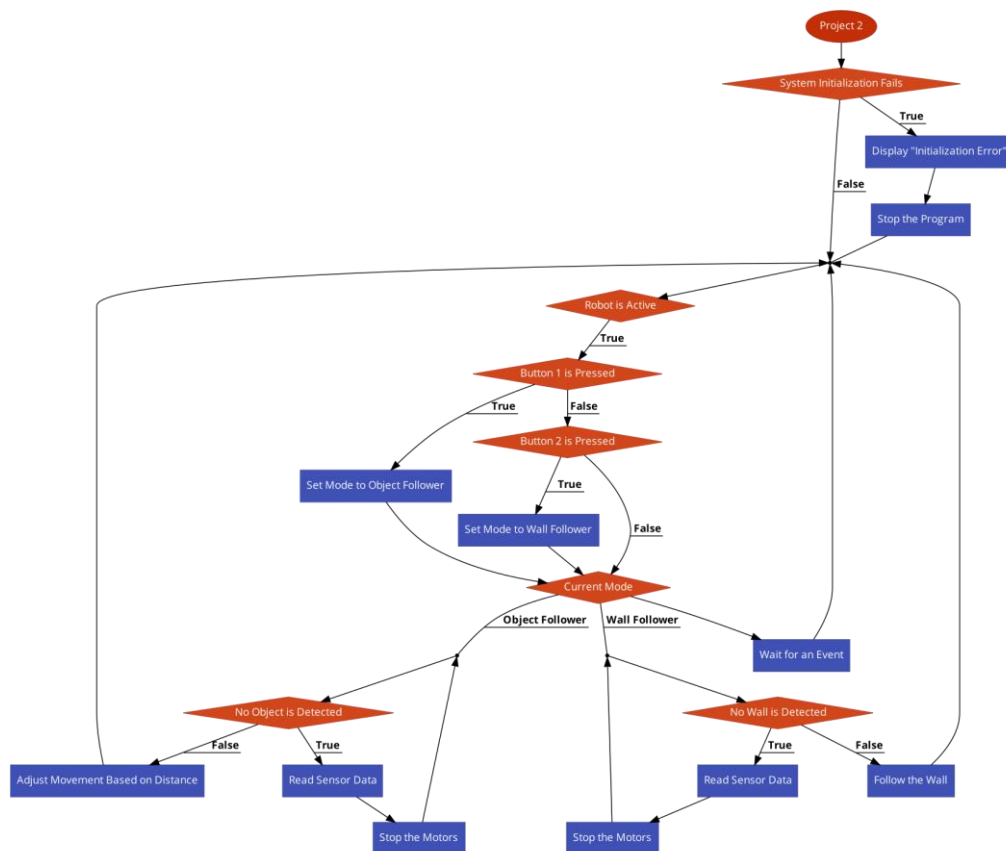 Project 2
System Initialization Fails
True
Display "Initialization Error"
False
Stop the Program
Robot is Active
True
Button 1 is Pressed
True
False
Button 2 is Pressed
Set Mode to Object Follower
True
Set Mode to Wall Follower
False
Current Mode
Object Follower
Wall Follower
Wait for an Event
No Object is Detected
No Wall is Detected
False
True
True
False
Adjust Movement Based on Distance
Read Sensor Data
Read Sensor Data
Follow the Wall
Stop the Motors
Stop the Motors